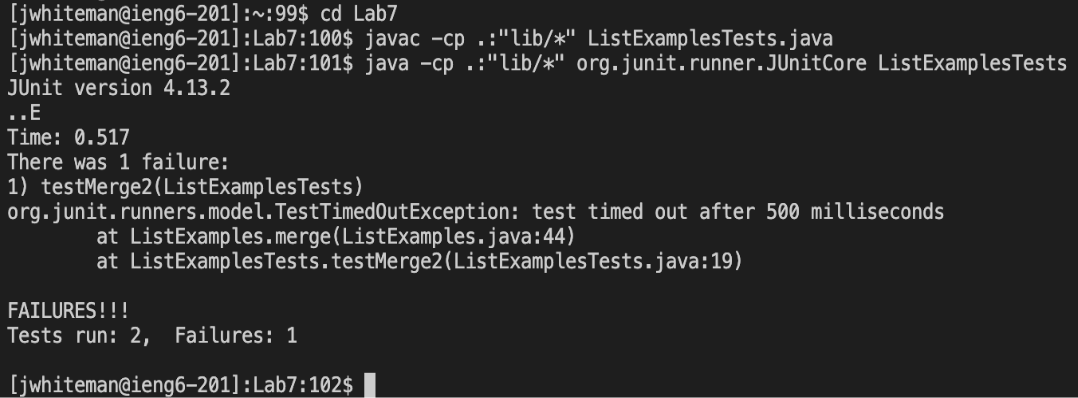 [jwhiteman@ieng6-201]:~:99$ cd Lab7
[jwhiteman@ieng6-201]:Lab7:100$ javac -cp .:"lib/*" ListExamplesTests.java
[jwhiteman@ieng6-201]:Lab7:101$ java -cp .:"lib/*" org.junit.runner.JUnitCore ListExamplesTests
JUnit version 4.13.2
..E
Time: 0.517
There was 1 failure:
1) testMerge2(ListExamplesTests)
org.junit.runners.model.TestTimedOutException: test timed out after 500 milliseconds
        at ListExamples.merge(ListExamples.java:44)
        at ListExamplesTests.testMerge2(ListExamplesTests.java:19)

FAILURES!!!
Tests run: 2,  Failures: 1

[jwhiteman@ieng6-201]:Lab7:102$